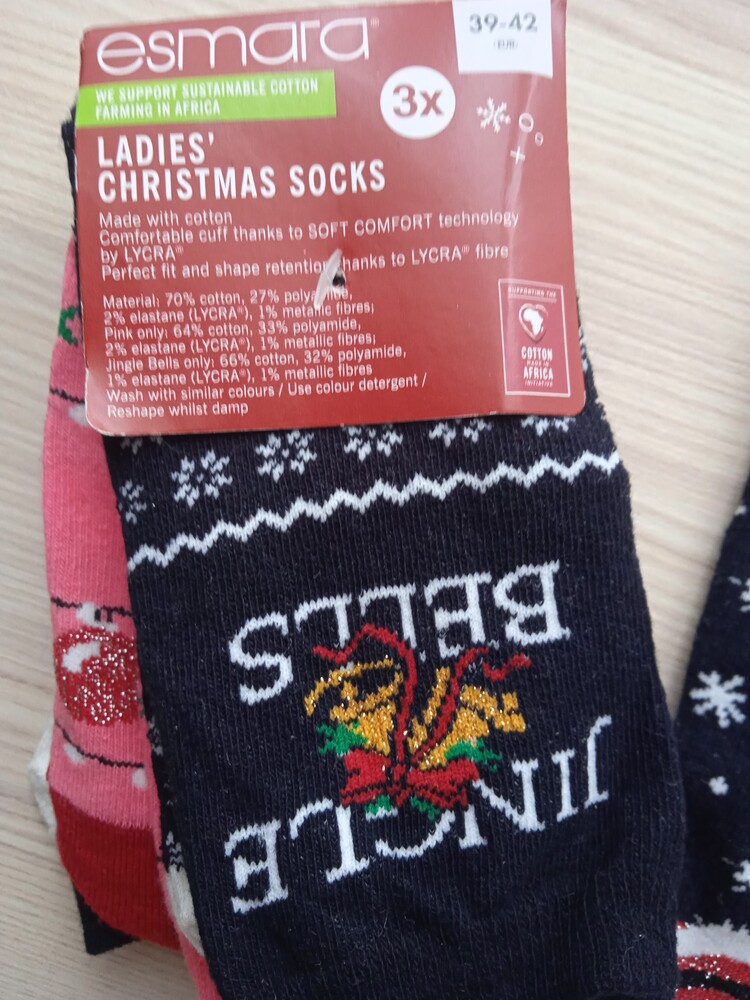 esmara®
39-42
·EUR·
WE SUPPORT SUSTAINABLE COTTON
FARMING IN AFRICA
3x
LADIES'
CHRISTMAS SOCKS
Made with cotton
Comfortable cuff thanks to SOFT COMFORT technology
by LYCRA®
Perfect fit and shape retention thanks to LYCRA® fibre
Material: 70% cotton, 27% polyamide,
2% elastane (LYCRA®), 1% metallic fibres;
Pink only: 64% cotton, 33% polyamide,
2% elastane (LYCRA®), 1% metallic fibres;
Jingle Bells only: 66% cotton, 32% polyamide,
1% elastane (LYCRA®), 1% metallic fibres
Wash with similar colours / Use colour detergent /
Reshape whilst damp
SUPPORTING THE
COTTON
MADE IN
AFRICA
INITIATIVE
JINGLE
BELLS